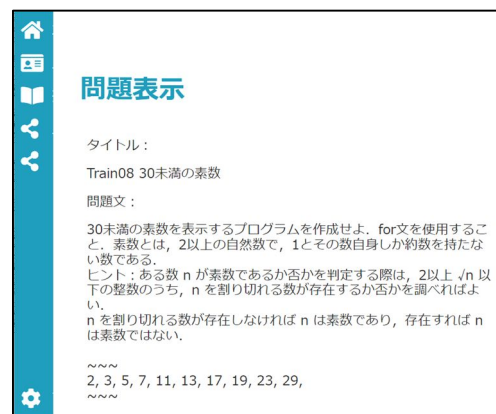 問題表示
タイトル：
Train08 30未満の素数
問題文：
30未満の素数を表示するプログラムを作成せよ．for文を使用するこ
と．素数とは，2以上の自然数で，1とその数自身しか約数を持たな
い数である．
ヒント：ある数 n が素数であるか否かを判定する際は，2以上 √n 以
下の整数のうち，n を割り切れる数が存在するか否かを調べればよ
い．
n を割り切れる数が存在しなければ n は素数であり，存在すれば n
は素数ではない．
~~~
2, 3, 5, 7, 11, 13, 17, 19, 23, 29,
~~~